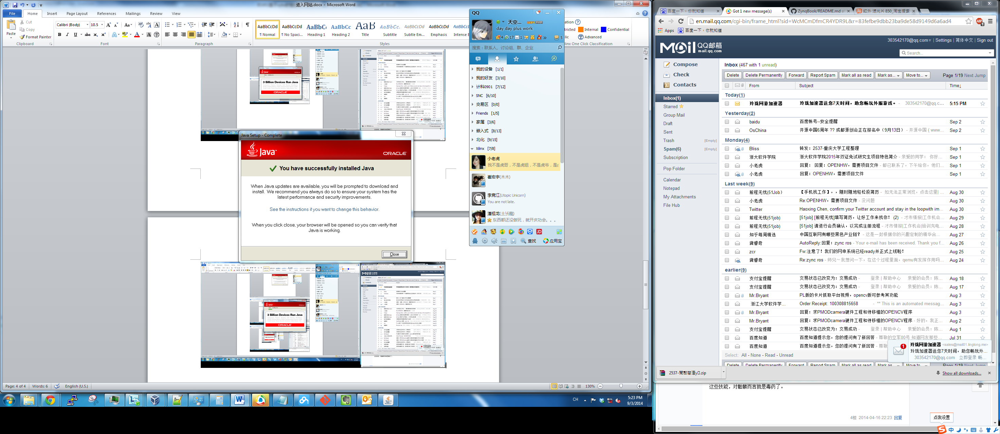 进入网站.docx - Microsoft Word
File Home Insert Page Layout References Mailings Review View
Paste
Cut
Copy
Format Painter
Clipboard
Calibri (Body) 10.5
Font
Paragraph
AaBbCcDd ¶ Normal
AaBbCcDd ¶ No Spaci...
Heading 1
Heading 2
Title
Subtitle
Subtle Em...
Emphasis
Intense E
Styles
Internal
Confidential
Advanced
linx One Click Classification
3 Billion Devices Run Java
ORACLE
Java Setup - Complete
Java
ORACLE
You have successfully installed Java
When Java updates are available, you will be prompted to download and
install. We recommend you always do so to ensure your system has the
latest performance and security improvements.
See the instructions if you want to change this behavior.
When you click close, your browser will be opened so you can verify that
Java is working.
Close
3 Billion Devices Run Java
ORACLE
Page: 4 of 4 Words: 6 English (U.S.) 130%
CH 5:23 PM
9/3/2014
QQ
天空...
day day plus work
4 17 1 5
搜索：联系人、讨论组、群、企业
我的设备 [1/1]
我的好友 [3/10]
计科0901 [7/12]
SNC [6/10]
交易区 [0/0]
Friends [1/5]
家属 [3/6]
嵌入式 [8/13]
北化 [9/15]
Xilinx [7/8]
小老虎
我不是虎哥，不是虎姐，不是虎爷，是
崔宏宇(木木)
李竞江(Utopic Unicorn)
You are not late.
潘祖龙
东西都还没做玩，就开庆功会。。。
查找 应用宝
百度一下，你就知道
Got 1 new message(s)
ZynqBook/README.md at
红外 滤光片 850_淘宝搜索
en.mail.qq.com/cgi-bin/frame_html?sid=WcMCmDfmCR4YDR9L&r=83fefbe9dbb23ba9de58d9149d6a6ad4
Apps 百度一下，你就知道
Mail QQ邮箱
mail.qq.com
303542170@qq.com | Settings | 简体中文 | Sign out
Search...
Compose
Check
Contacts
Inbox(1)
Starred
Group Mail
Draft
Sent
Trash [Empty]
Spam(6) [Empty]
Subscription
Pop Folder
Calendar
Notepad
My Attachments
File Hub
Inbox (467 with 1 unread)
Delete Delete Permanently Forward Report Spam Mark all as read Mark as... Move to... Page 1/19 Next Jump
From Subject Time↓
Today(1)
玲珑网游加速器 玲珑加速器送您7天时间，助您畅玩外服游戏。 - 303542170@qq.c... 5:15 PM
Yesterday(2)
baidu 百度帐号--安全提醒 Sep 2
OsChina 开源中国6周年 ?? 成都源创会正在报名中（9月13日） - 开源中国 ( www... Sep 2
Monday(4)
Bliss 转发：2537-重庆大学工程整理 Sep 1
浙大软件学院 浙大软件学院2015年双证免试研究生项目特色简介 - 亲爱的同学： 你好... Sep 1
小老虎 回复： 回复：OPENHW，需要项目文件 - 都已联系了，下午给你，他们... Sep 1
小老虎 回复：OPENHW，需要项目文件 Sep 1
Last week(9)
前程无忧(51Job) 【手机找工作】，，随时随地轻松投简历 - 如无法正常浏览，点击这里|... Aug 30
小老虎 Re:OPENHW，需要项目文件 - 没问题 Aug 30
Twitter Haoxing Chen, confirm your Twitter account and stay in the loopwith im... Aug 30
前程无忧(51job) [51job] [前程无忧]填写简历，让好工作来找你！ (2) - 才市情报|工作机会... Aug 29
前程无忧(51job) [51job] 请进行会员确认，以完成注册流程 - 才市情报|工作机会|培训充电... Aug 28
知乎每周精选 中国互联网有哪些黑色产业链？ - 这是一封根据你的兴趣定制的精华合... Aug 27
龚睿奇 AutoReply:回复：zync ros - Your e-mail has been received. Thank you f... Aug 26
zcr Fw:注意了！我们的网申系统已经ready并正式上线啦！ Aug 25
龚睿奇 Re:zync ros - 师兄～我想问一下，在这个过程里面，qemu有发挥作用吗... Aug 24
earlier(9)
支付宝提醒 交易状态已改变为：交易成功 - 登录 | 帮助中心 亲爱的会员：陈... Aug 18
支付宝提醒 交易状态已改变为：交易成功 - 登录 | 帮助中心 亲爱的会员：陈... Aug 17
Mr.Bryant PL版的卡片抓取平台视频，opencv版可参考其功能 Aug 3
浙江大学软件学... Order Receipt: 100308815658 - ** This is an automated messag... Aug 3
Mr.Bryant 回复：求PMODcamera硬件工程和待移植的OPENCV程序 Aug 3
Mr.Bryant 回复：求PMODcamera硬件工程和待移植的OPENCV程序 - 好的，我正... Aug 2
支付宝提醒 交易状态已改变为：交易成功 - 登录 | 帮助中心 亲爱的会员：陈... Aug 1
百度知道 百度知道提示您，您的提问有了新回答 - 尊敬的空军00号 知道网友那些... Jul 31
百度知道 百度知道提示您，您的提问有了新回答 - 尊敬
Select: All - None - Read - Unread
Delete Delete Permanently Forward Report Spam Mark all as read Mark as... Move to... Page 1/19 Next Jump
1 玲珑网游加速器 <sales@mail01.linglong.me>
玲珑加速器送您7天时间，助您畅玩外...
303542170@qq.com 立即登录 畅...
Show all downloads...
这些技能，对骷髅而言就是毒药了。
4楼 2014-04-16 22:23 回复
点我设置
中